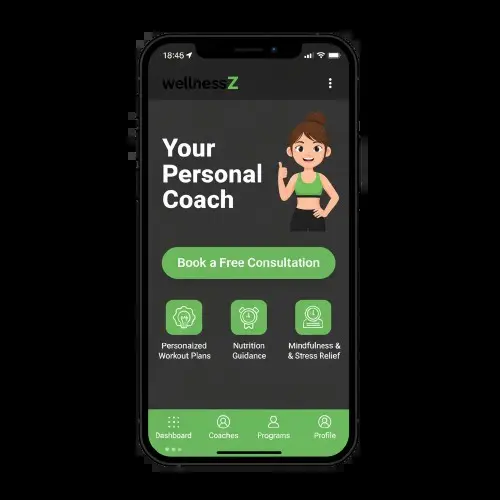 18:45
wellnessZ
Your
Personal
Coach
Book a Free Consultation
Personaized
Workout Plans
Nutrition
Guidance
Mindfulness &
& Stress Relief
Dashboard
Coaches
Programs
Profile